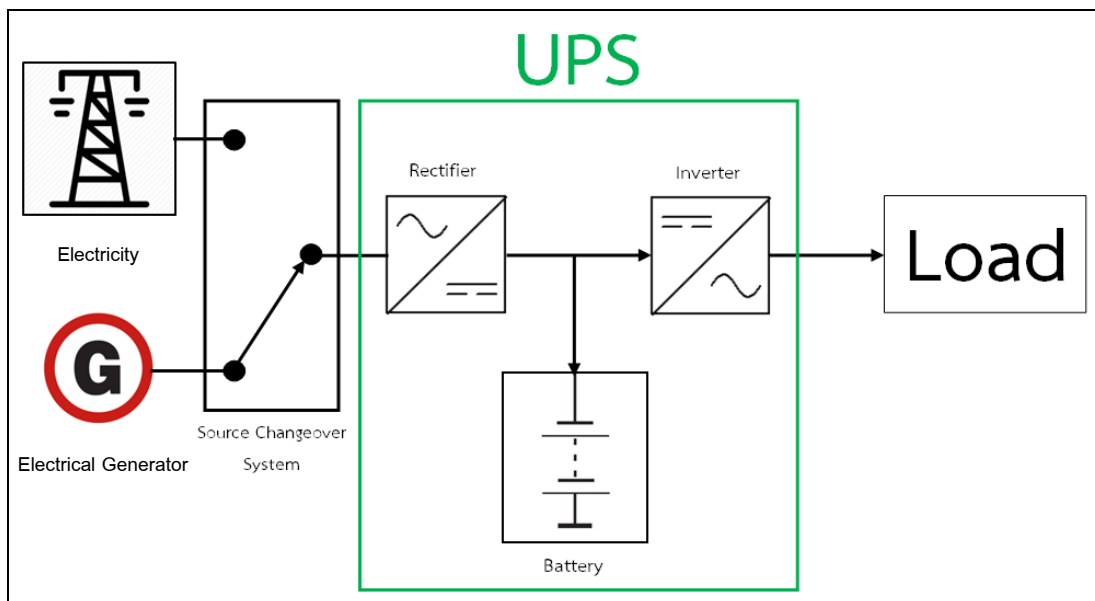 UPS
Rectifier
Inverter
Electricity
Load
G
Source Changeover
System
Electrical Generator
Battery